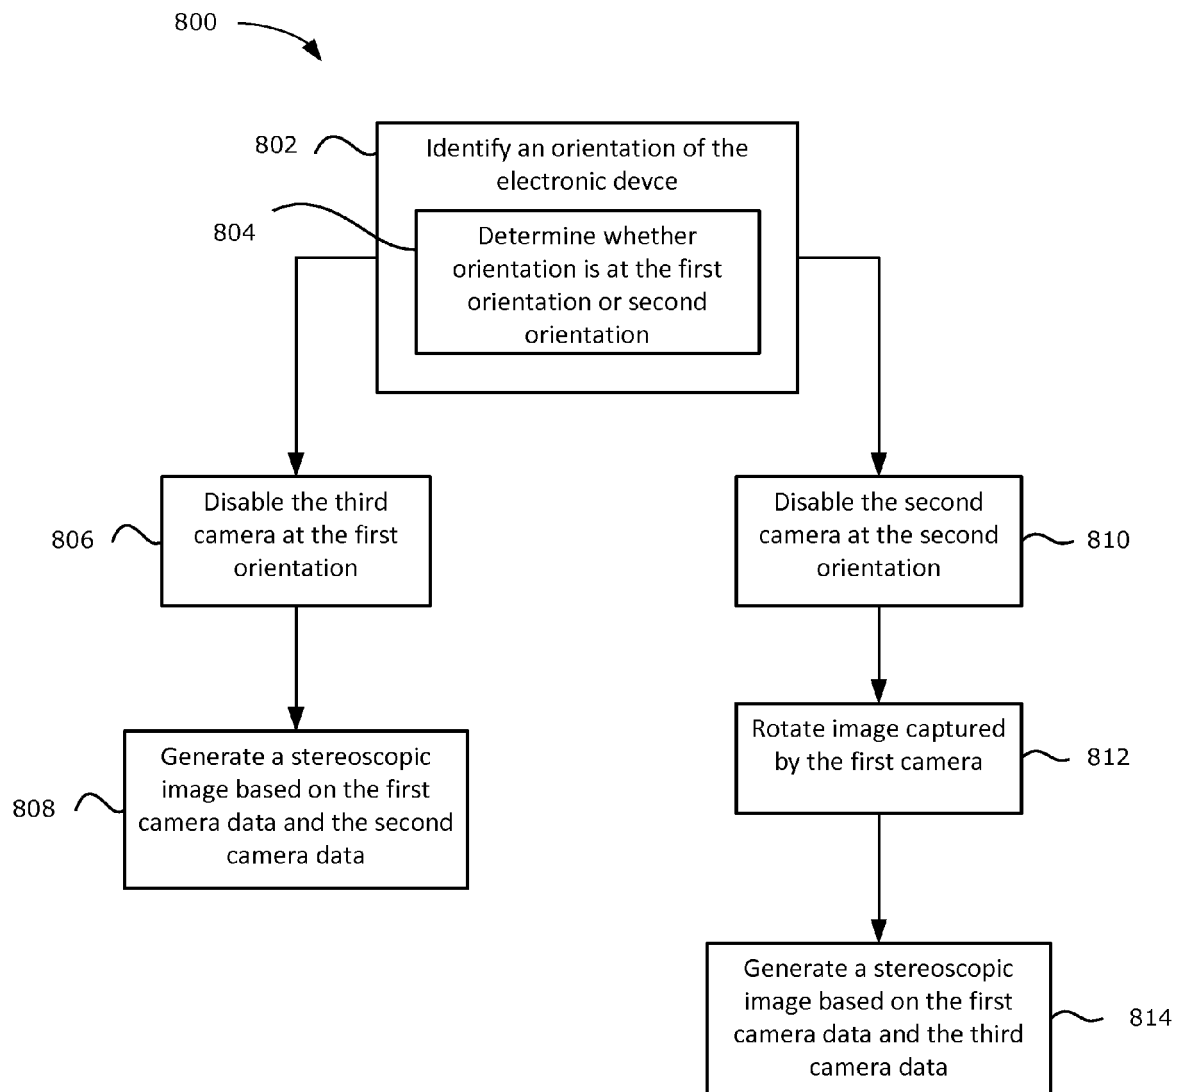 800
802
Identify an orientation of the
electronic devce
804
Determine whether
orientation is at the first
orientation or second
orientation
806
Disable the third
camera at the first
orientation
Disable the second
camera at the second
orientation
810
808
Generate a stereoscopic
image based on the first
camera data and the second
camera data
Rotate image captured
by the first camera
812
Generate a stereoscopic
image based on the first
camera data and the third
camera data
814